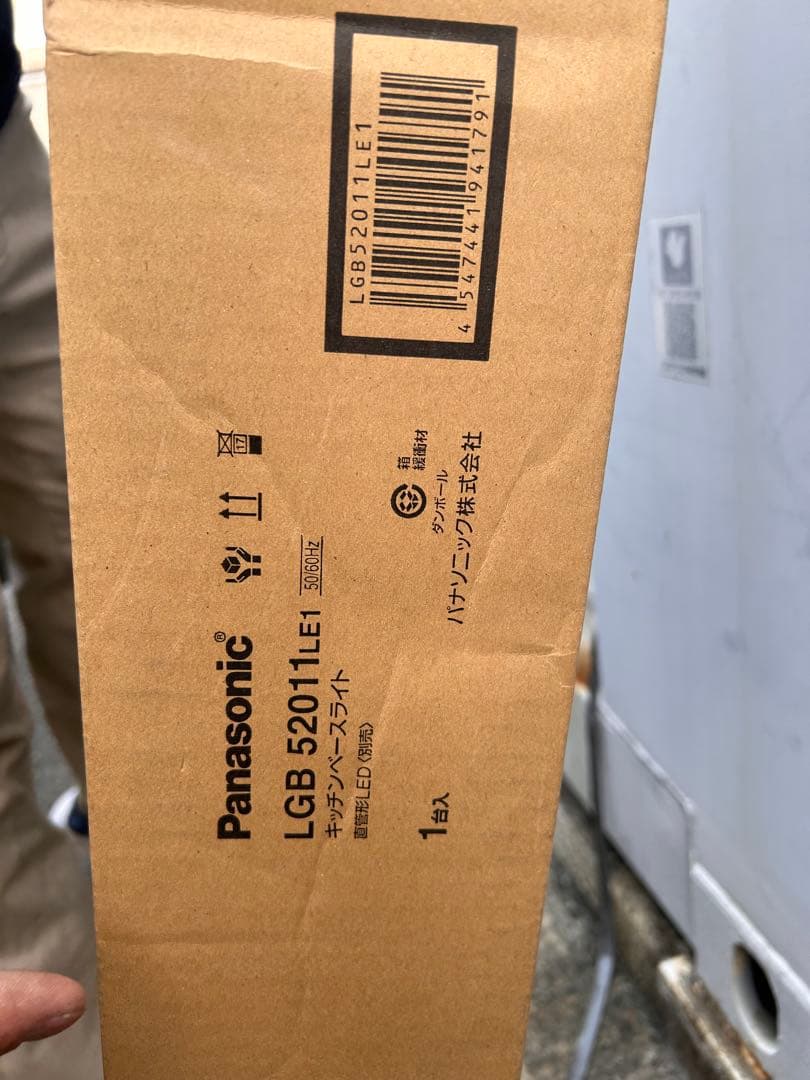 Panasonic®
LGB 52011LE1 50/60Hz
キッチンベースライト
直管形LED〈別売〉
1台入
17
箱
緩衝材
ダンボール
パナソニック株式会社
LGB52011LE1
4547441941791